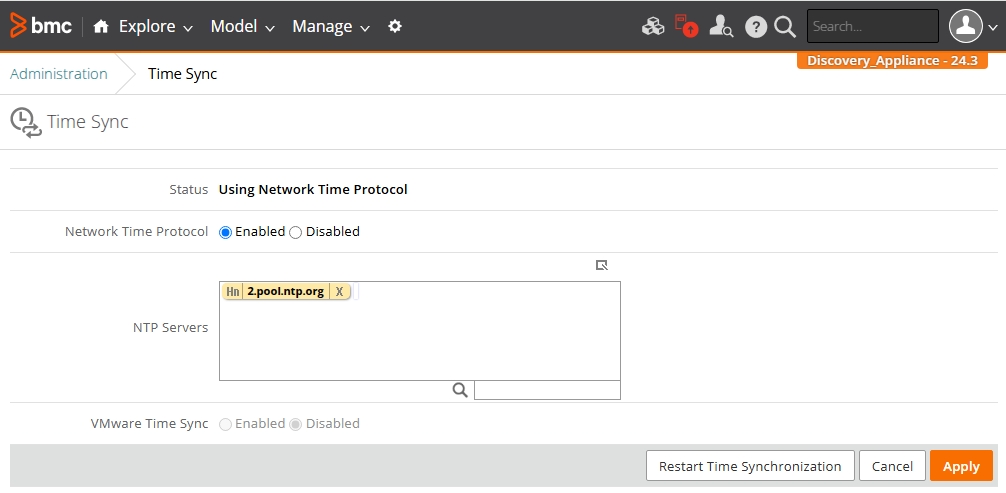 bmc Explore Model Manage Search...
Discovery_Appliance - 24.3
Administration Time Sync
Time Sync
Status Using Network Time Protocol
Network Time Protocol Enabled Disabled
Hn 2.pool.ntp.org X
NTP Servers
VMware Time Sync Enabled Disabled
Restart Time Synchronization Cancel Apply